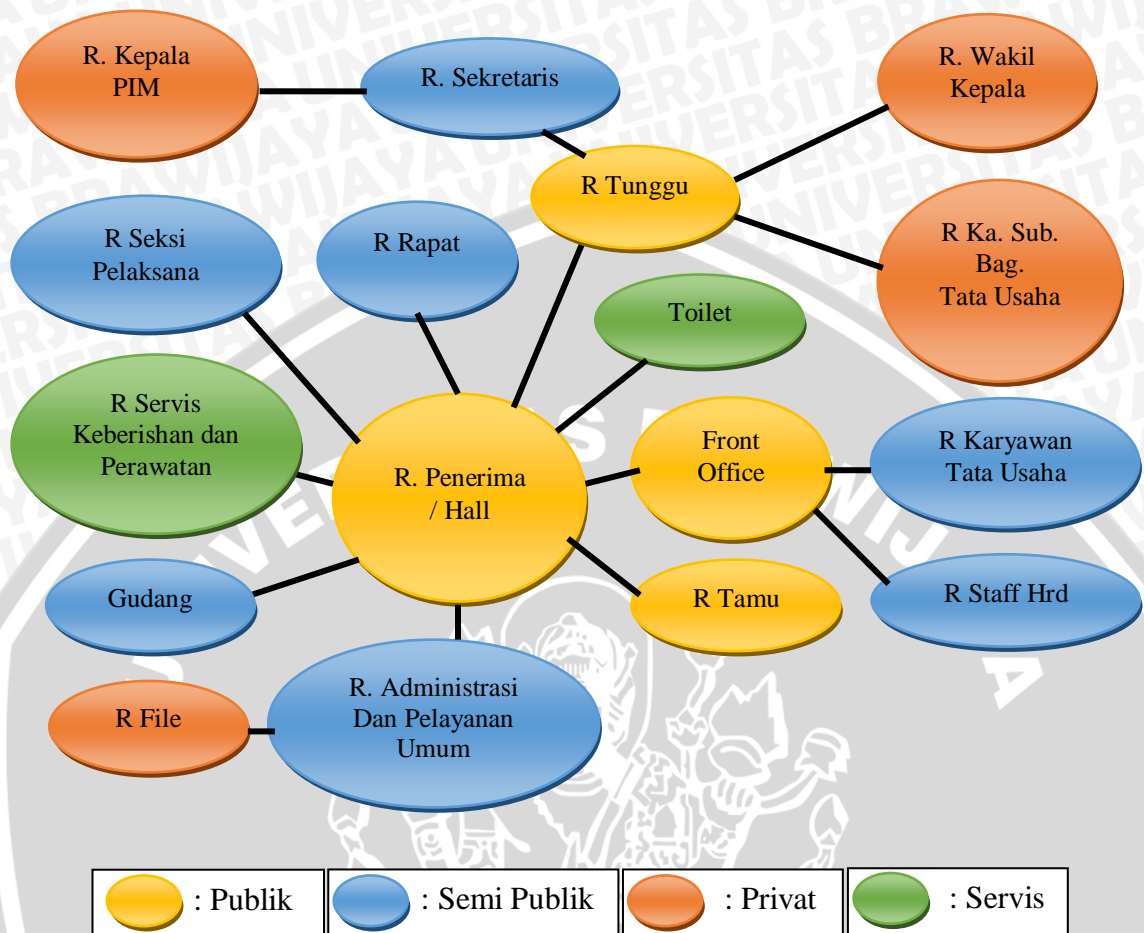 R. Kepala
PIM
R. Sekretaris
R. Wakil
Kepala
R Tunggu
R Seksi
Pelaksana
R Rapat
R Ka. Sub.
Bag.
Tata Usaha
Toilet
R Servis
Keberishan dan
Perawatan
R. Penerima
/ Hall
Front
Office
R Karyawan
Tata Usaha
Gudang
R Tamu
R Staff Hrd
R File
R. Administrasi
Dan Pelayanan
Umum
: Publik
: Semi Publik
: Privat
: Servis